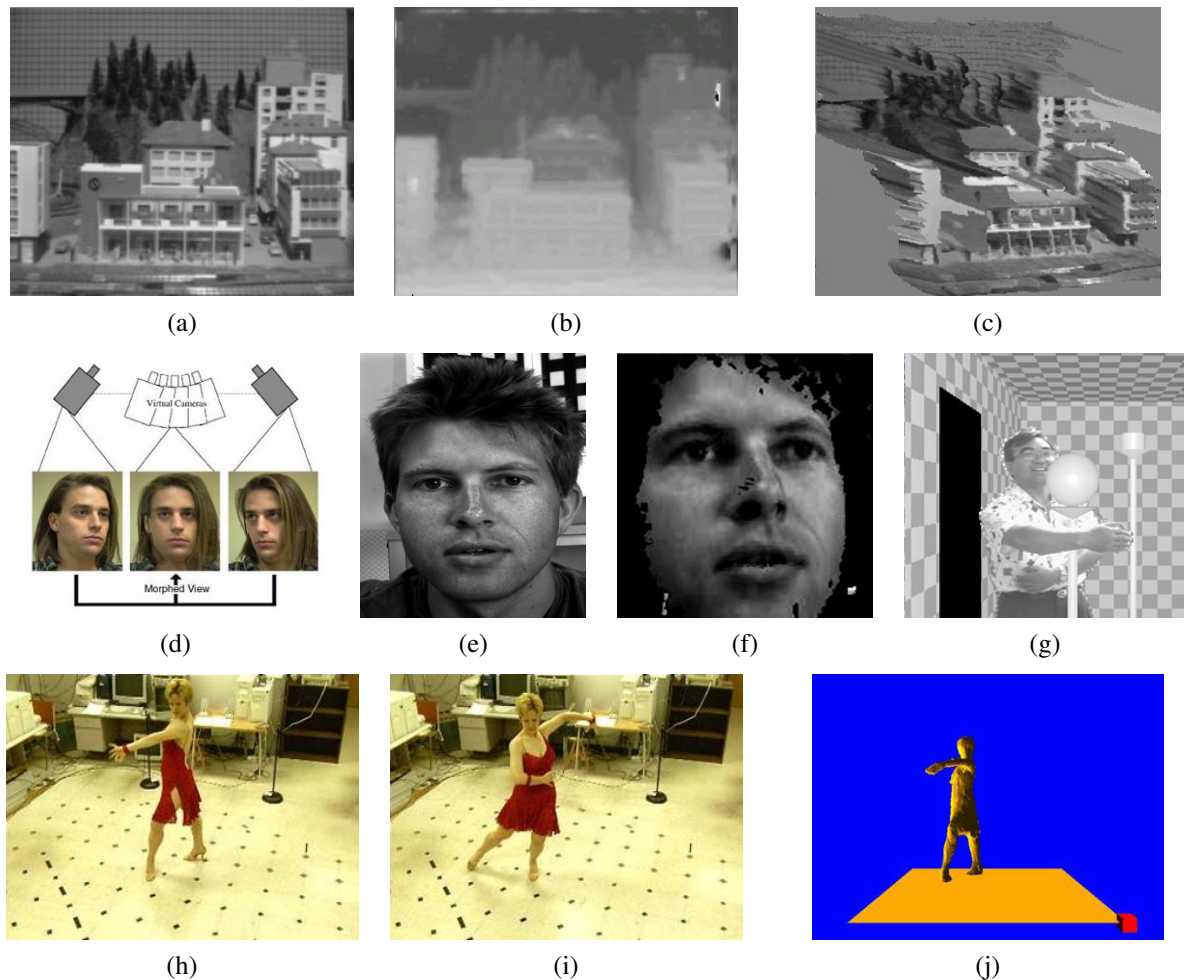 (a)
(b)
(c)
Virtual Cameras
Morphed View
(d)
(e)
(f)
(g)
(h)
(i)
(j)